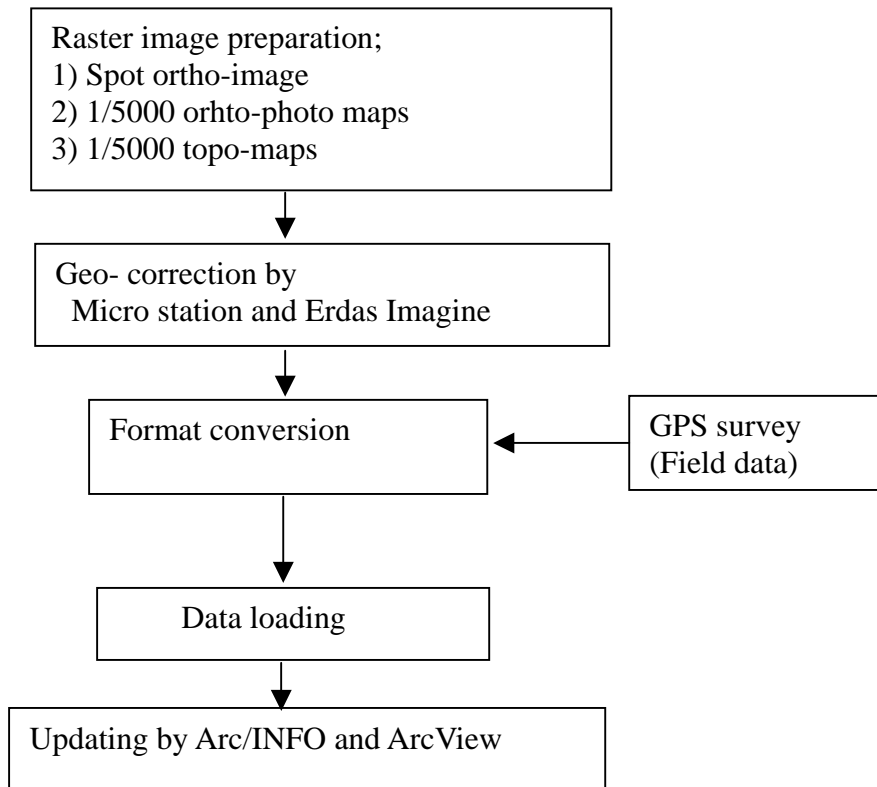 Raster image preparation;
1) Spot ortho-image
2) 1/5000 orhto-photo maps
3) 1/5000 topo-maps
Geo- correction by
Micro station and Erdas Imagine
Format conversion
GPS survey
(Field data)
Data loading
Updating by Arc/INFO and ArcView